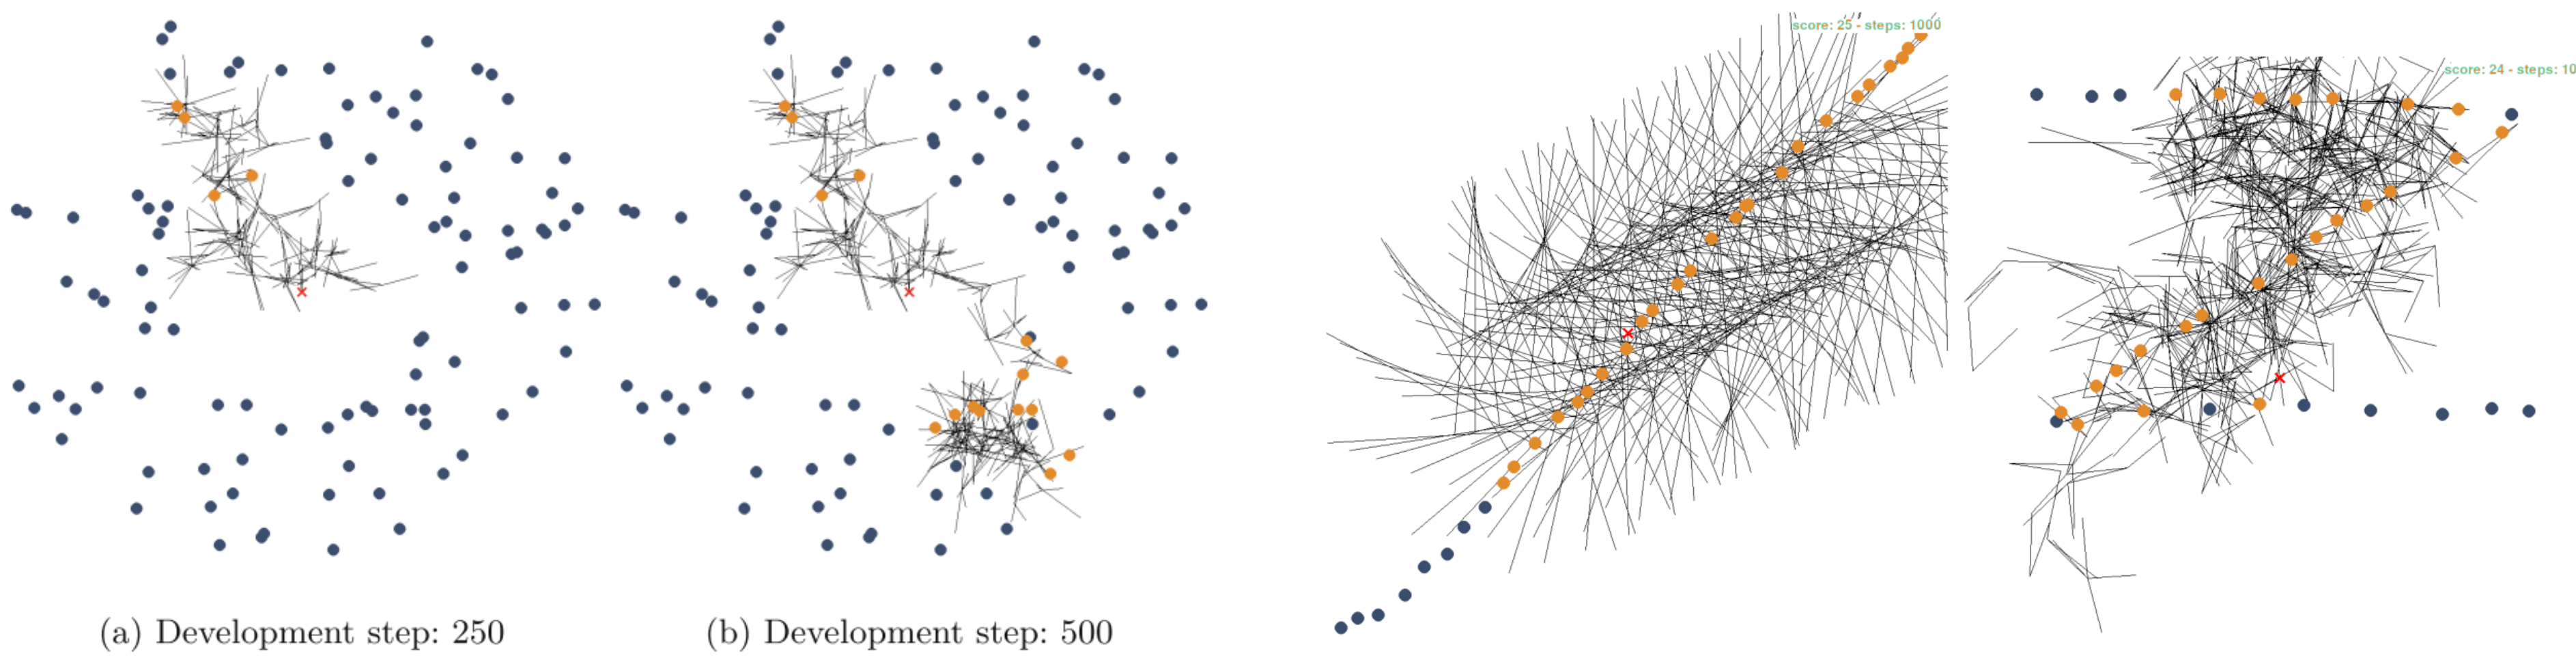 score: 25 - steps: 1000
score: 24 - steps: 10
(a) Development step: 250
(b) Development step: 500